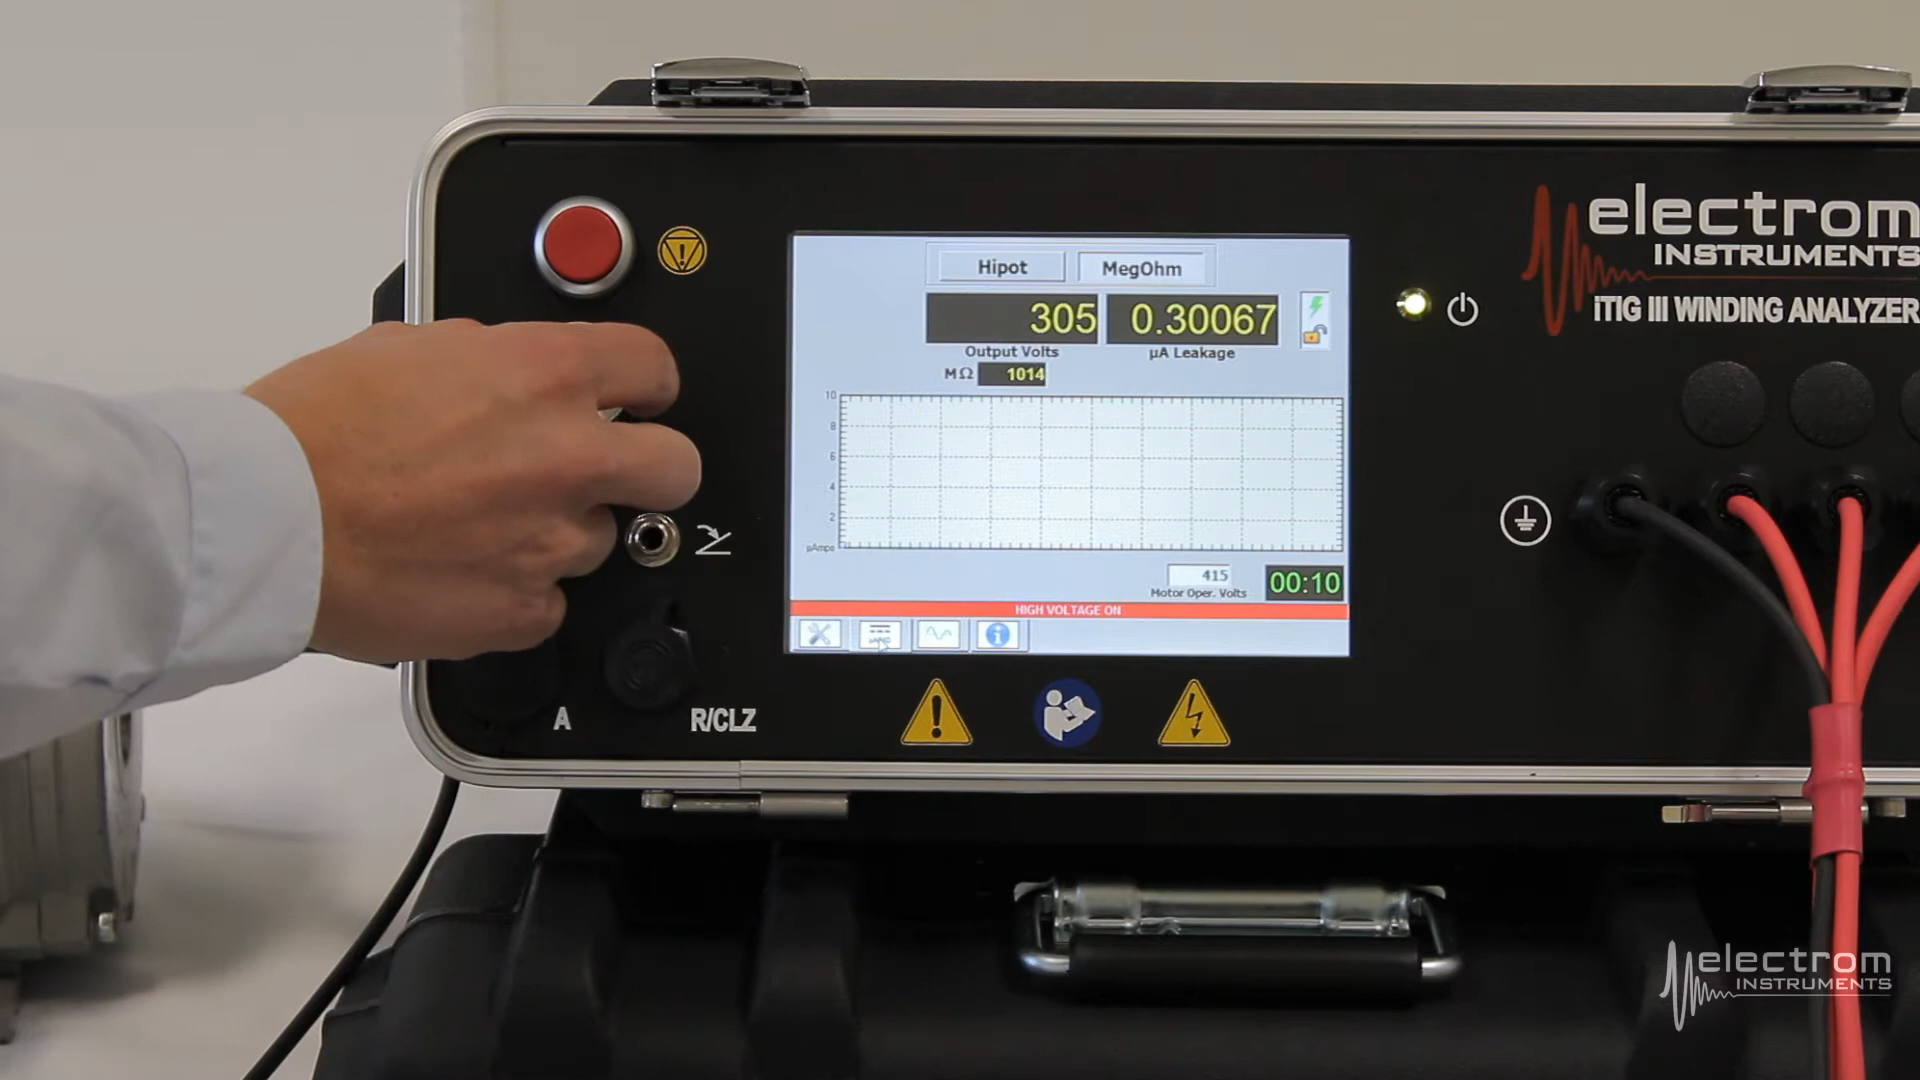 electrom
INSTRUMENTS
iTIG III WINDING ANALYZER
Hipot
MegOhm
305
0.30067
Output Volts
µA Leakage
MΩ
1014
10
8
6
4
2
µAmps
0
415
Motor Oper. Volts
00:10
HIGH VOLTAGE ON
A
R/CLZ
electrom
INSTRUMENTS